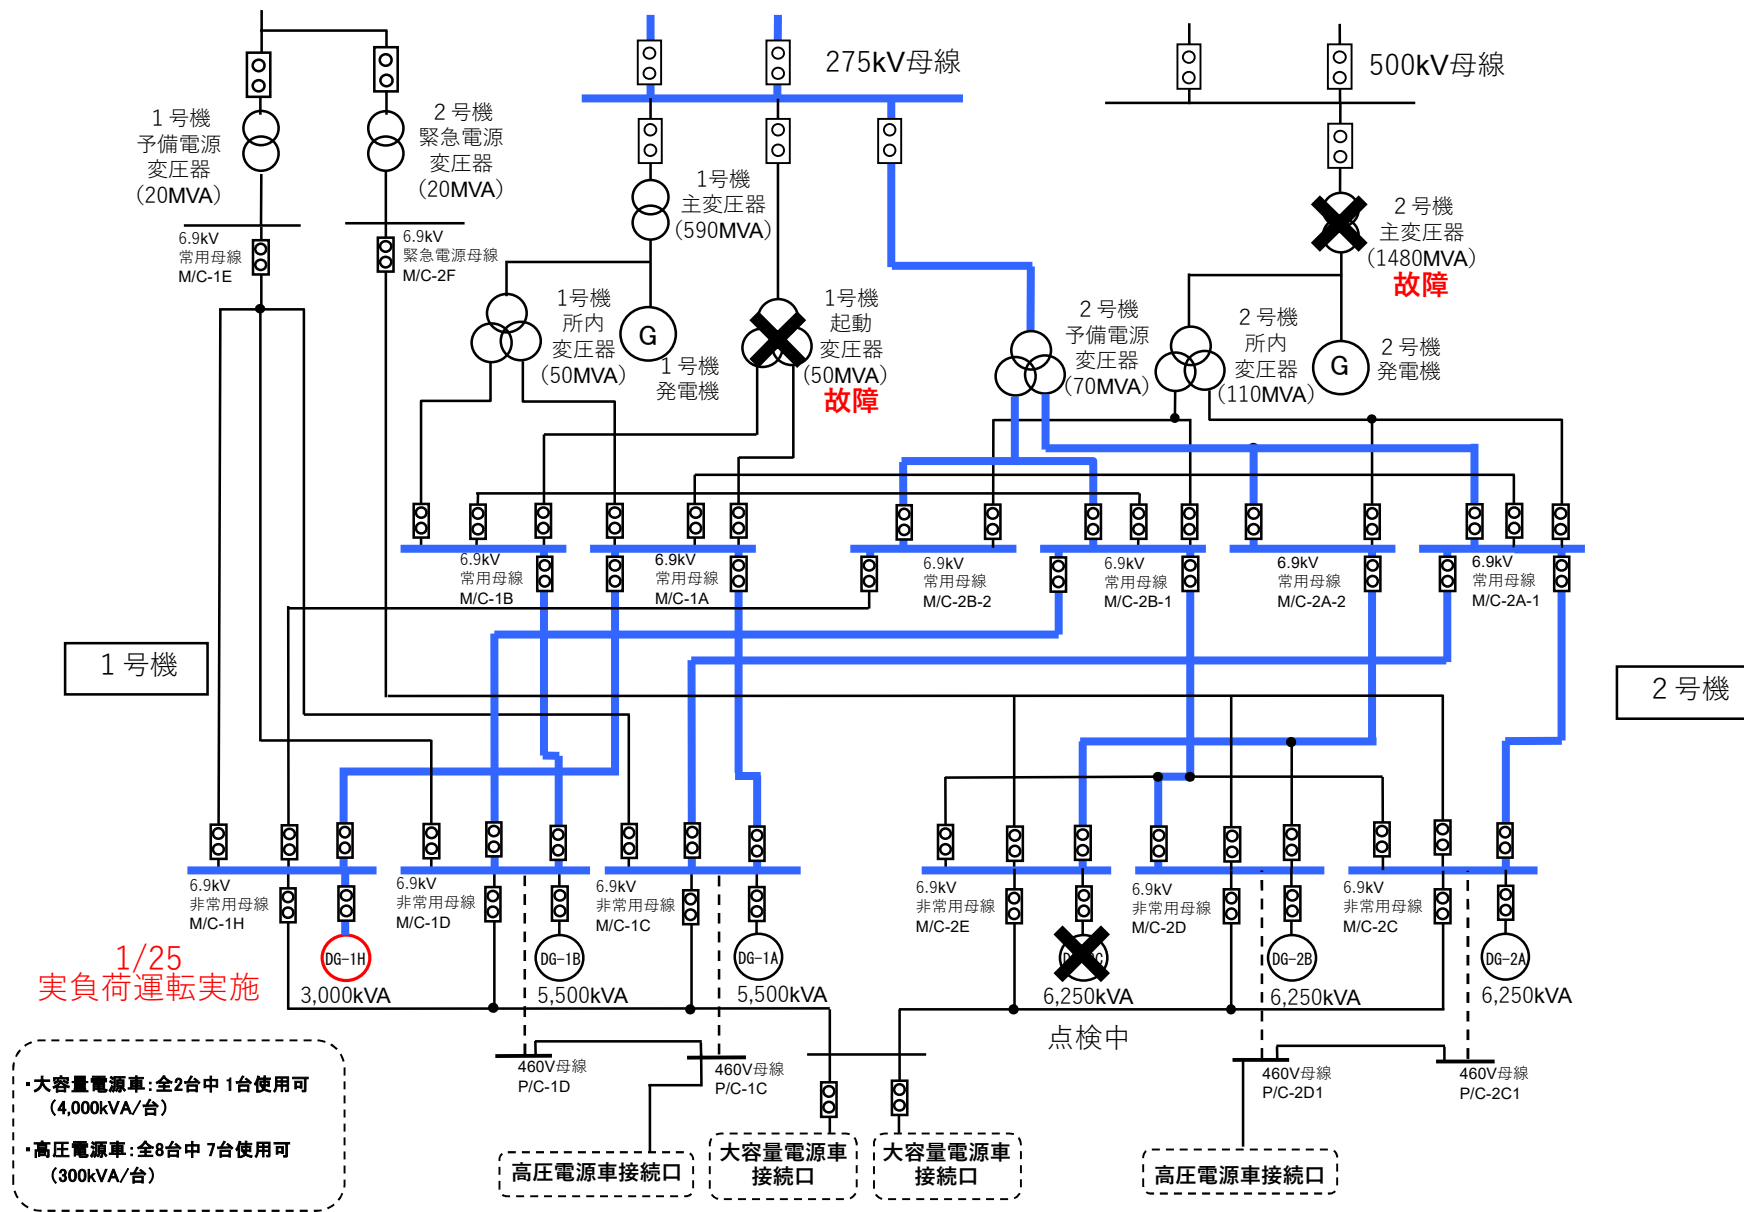 275kV母線
500kV母線
１号機
予備電源
変圧器
(20MVA)
２号機
緊急電源
変圧器
(20MVA)
1号機
主変圧器
(590MVA)
２号機
主変圧器
(1480MVA)
故障
6.9kV
常用母線
M/C-1E
6.9kV
緊急電源母線
M/C-2F
1号機
所内
変圧器
(50MVA)
G
１号機
発電機
1号機
起動
変圧器
(50MVA)
故障
２号機
予備電源
変圧器
(70MVA)
２号機
所内
変圧器
(110MVA)
G
２号機
発電機
6.9kV
常用母線
M/C-1B
6.9kV
常用母線
M/C-1A
6.9kV
常用母線
M/C-2B-2
6.9kV
常用母線
M/C-2B-1
6.9kV
常用母線
M/C-2A-2
6.9kV
常用母線
M/C-2A-1
１号機
２号機
6.9kV
非常用母線
M/C-1H
6.9kV
非常用母線
M/C-1D
6.9kV
非常用母線
M/C-1C
6.9kV
非常用母線
M/C-2E
6.9kV
非常用母線
M/C-2D
6.9kV
非常用母線
M/C-2C
1/25
実負荷運転実施
DG-1H
3,000kVA
DG-1B
5,500kVA
DG-1A
5,500kVA
6,250kVA
点検中
DG-2B
6,250kVA
DG-2A
6,250kVA
460V母線
P/C-1D
460V母線
P/C-1C
460V母線
P/C-2D1
460V母線
P/C-2C1
・大容量電源車：全2台中 1台使用可
（4,000kVA/台）
・高圧電源車：全8台中 7台使用可
（300kVA/台）
高圧電源車接続口
大容量電源車
接続口
大容量電源車
接続口
高圧電源車接続口